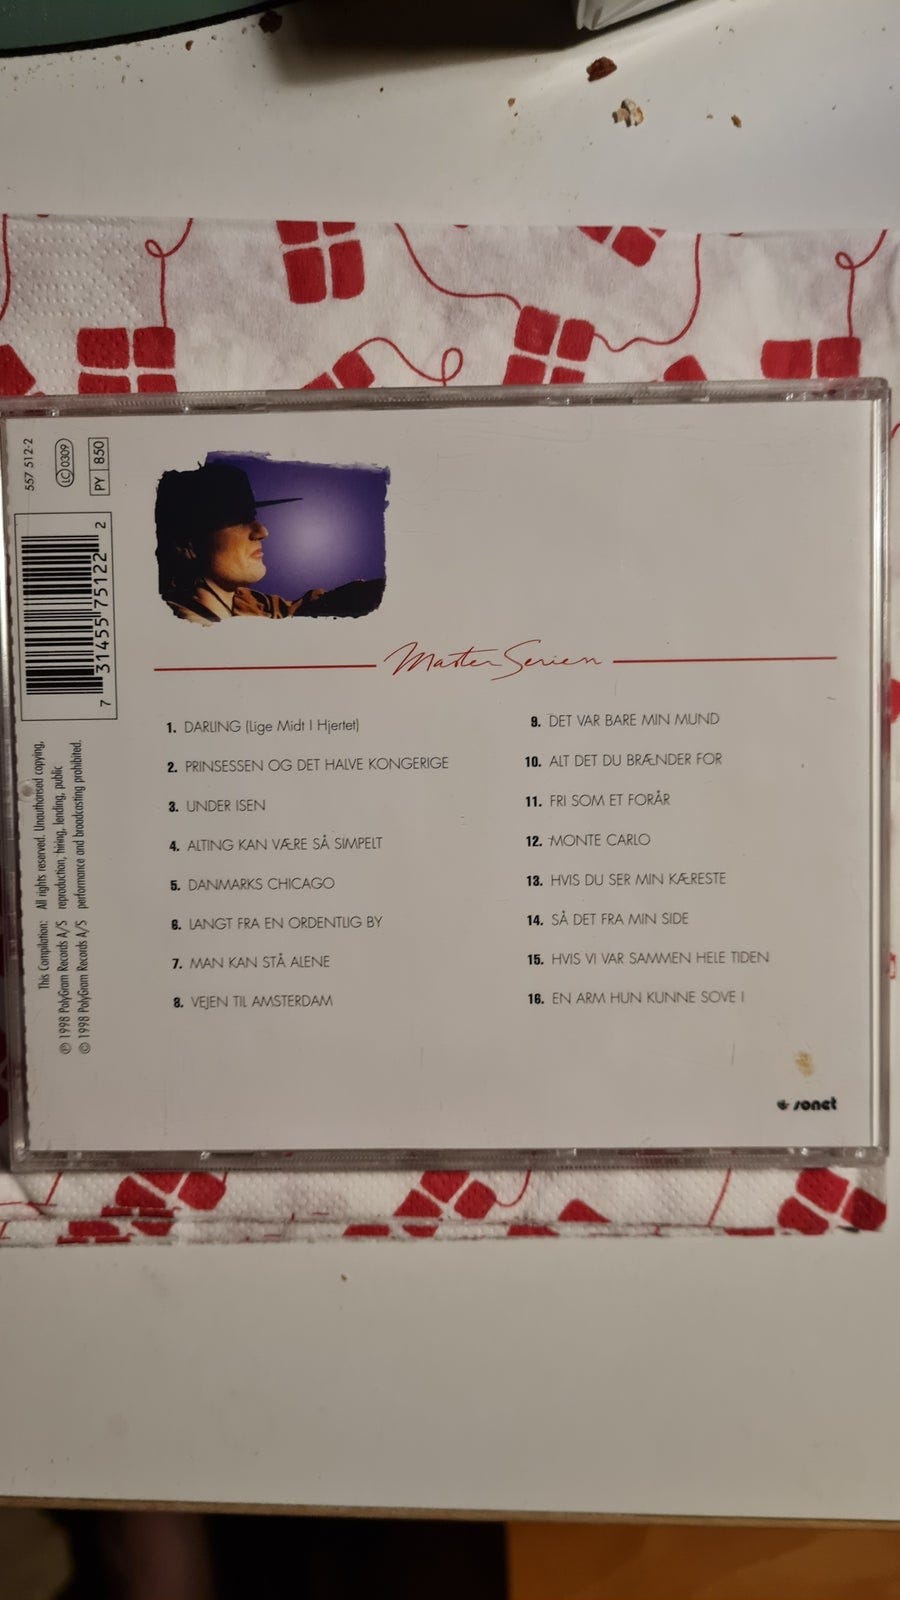 557 512-2
LC 0309
PY 850
7 31455 75122 2
This Compilation: All rights reserved. Unauthorised copying,
℗ 1998 PolyGram Records A/S reproduction, hiring, lending, public
© 1998 PolyGram Records A/S performance and broadcasting prohibited.
Master Serien
1. DARLING (Lige Midt I Hjertet)
2. PRINSESSEN OG DET HALVE KONGERIGE
3. UNDER ISEN
4. ALTING KAN VÆRE SÅ SIMPELT
5. DANMARKS CHICAGO
6. LANGT FRA EN ORDENTLIG BY
7. MAN KAN STÅ ALENE
8. VEJEN TIL AMSTERDAM
9. DET VAR BARE MIN MUND
10. ALT DET DU BRÆNDER FOR
11. FRI SOM ET FORÅR
12. MONTE CARLO
13. HVIS DU SER MIN KÆRESTE
14. SÅ DET FRA MIN SIDE
15. HVIS VI VAR SAMMEN HELE TIDEN
16. EN ARM HUN KUNNE SOVE I
sonet